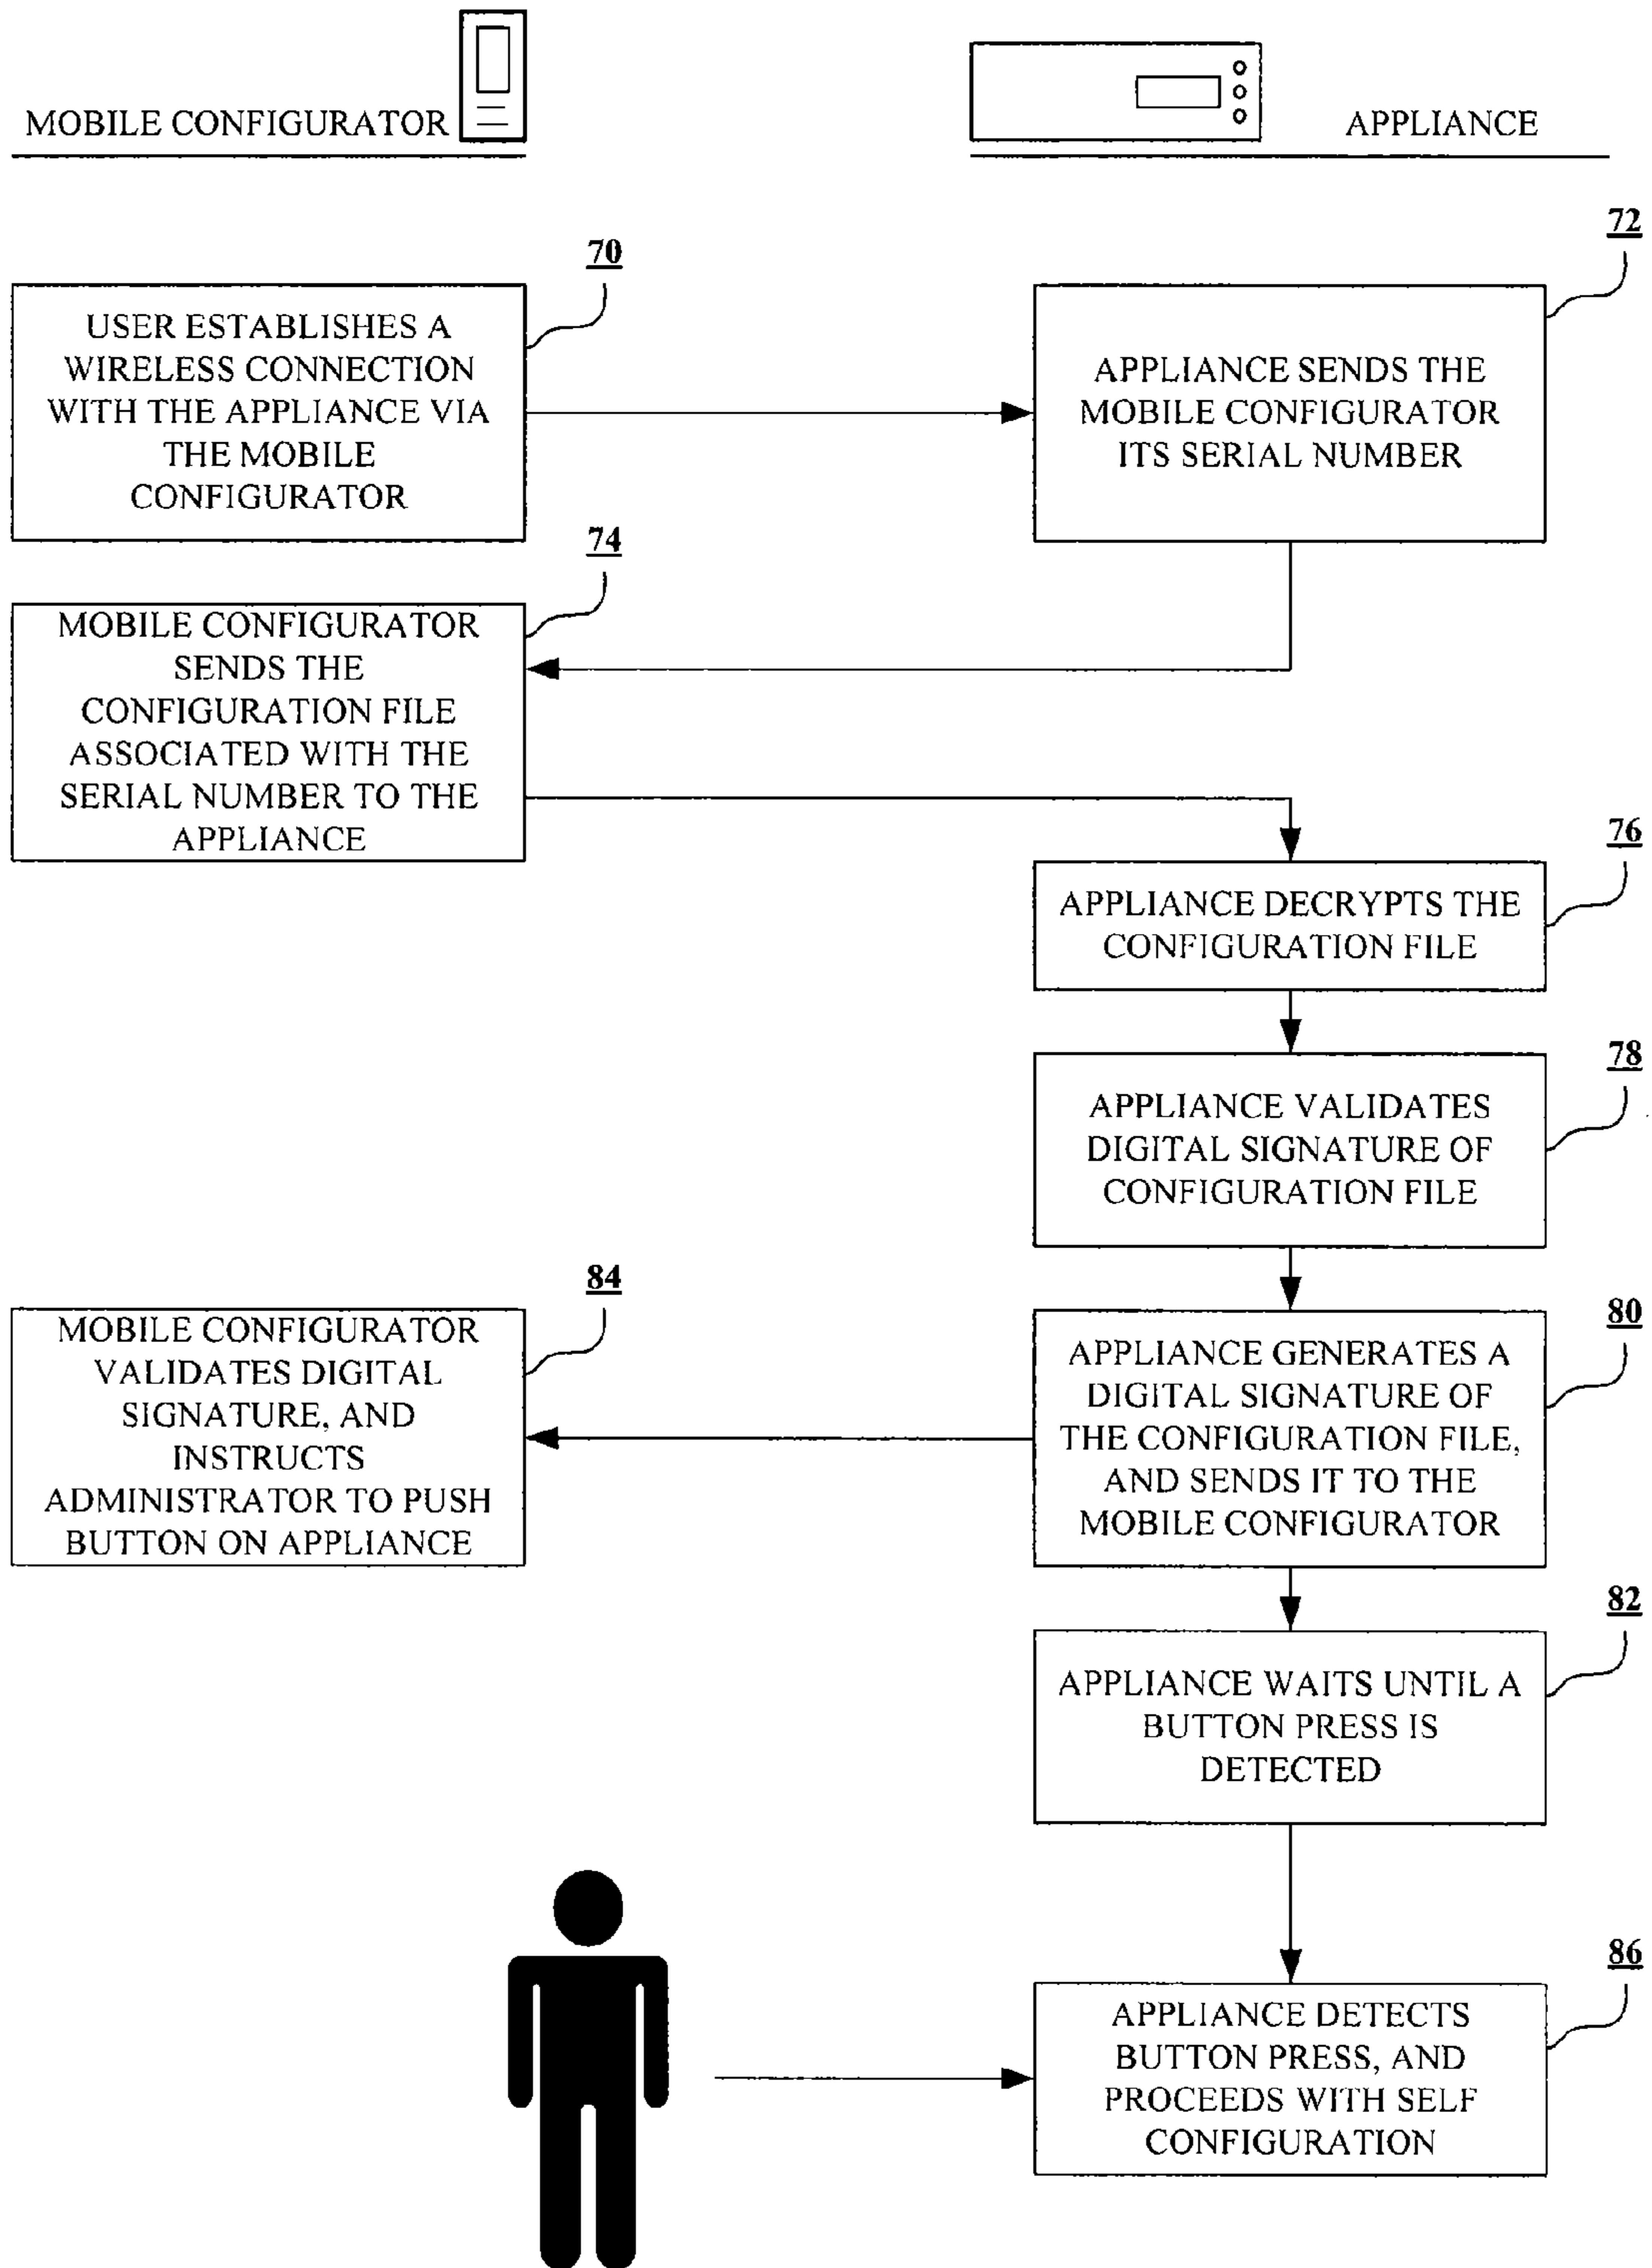 MOBILE CONFIGURATOR
APPLIANCE
70
USER ESTABLISHES A
WIRELESS CONNECTION
WITH THE APPLIANCE VIA
THE MOBILE
CONFIGURATOR
72
APPLIANCE SENDS THE
MOBILE CONFIGURATOR
ITS SERIAL NUMBER
74
MOBILE CONFIGURATOR
SENDS THE
CONFIGURATION FILE
ASSOCIATED WITH THE
SERIAL NUMBER TO THE
APPLIANCE
76
APPLIANCE DECRYPTS THE
CONFIGURATION FILE
78
APPLIANCE VALIDATES
DIGITAL SIGNATURE OF
CONFIGURATION FILE
80
APPLIANCE GENERATES A
DIGITAL SIGNATURE OF
THE CONFIGURATION FILE,
AND SENDS IT TO THE
MOBILE CONFIGURATOR
84
MOBILE CONFIGURATOR
VALIDATES DIGITAL
SIGNATURE, AND
INSTRUCTS
ADMINISTRATOR TO PUSH
BUTTON ON APPLIANCE
82
APPLIANCE WAITS UNTIL A
BUTTON PRESS IS
DETECTED
86
APPLIANCE DETECTS
BUTTON PRESS, AND
PROCEEDS WITH SELF
CONFIGURATION